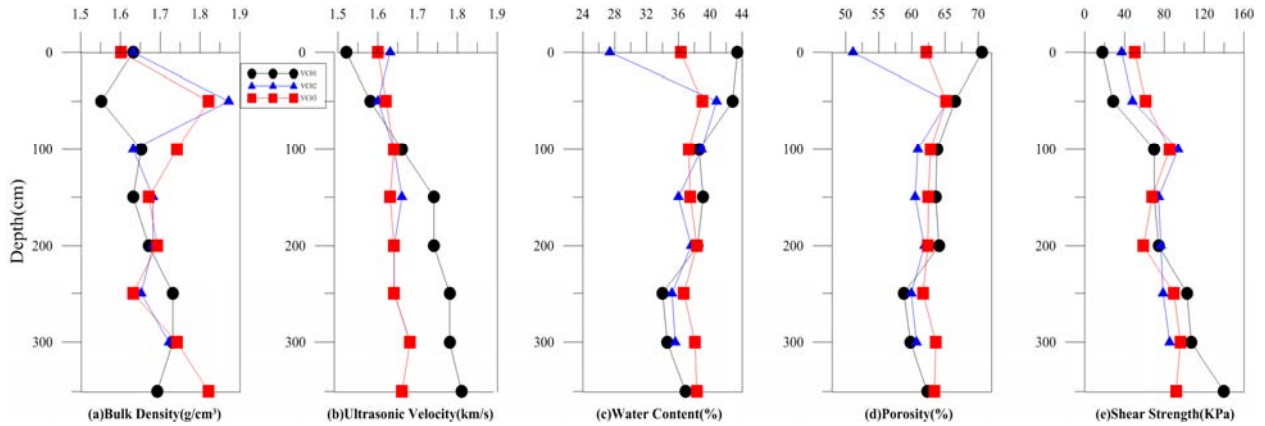 1.5 1.6 1.7 1.8 1.9
1.5 1.6 1.7 1.8 1.9
28 32 36 40 44
50 55 60 65 70
0 40 80 120 160
0 0 0 0 0
VC01
VC02
VC03
100 100 100 100 100
Depth(cm)
200 200 200 200 200
300 300 300 300 300
(a)Bulk Density(g/cm³) (b)Ultrasonic Velocity(km/s) (c)Water Content(%) (d)Porosity(%) (e)Shear Strength(KPa)